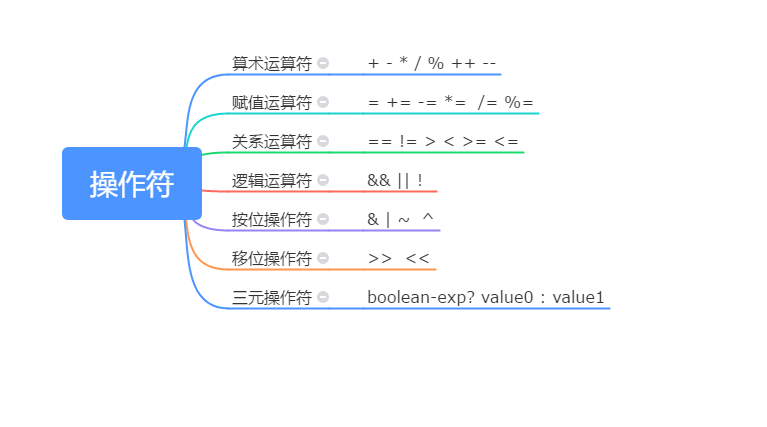 操作符
算术运算符 + - * / % ++ --
赋值运算符 = += -= *=  /= %=
关系运算符 == != > < >= <=
逻辑运算符 && || !
按位操作符 & | ~  ^
移位操作符 >>  <<
三元操作符 boolean-exp? value0 : value1